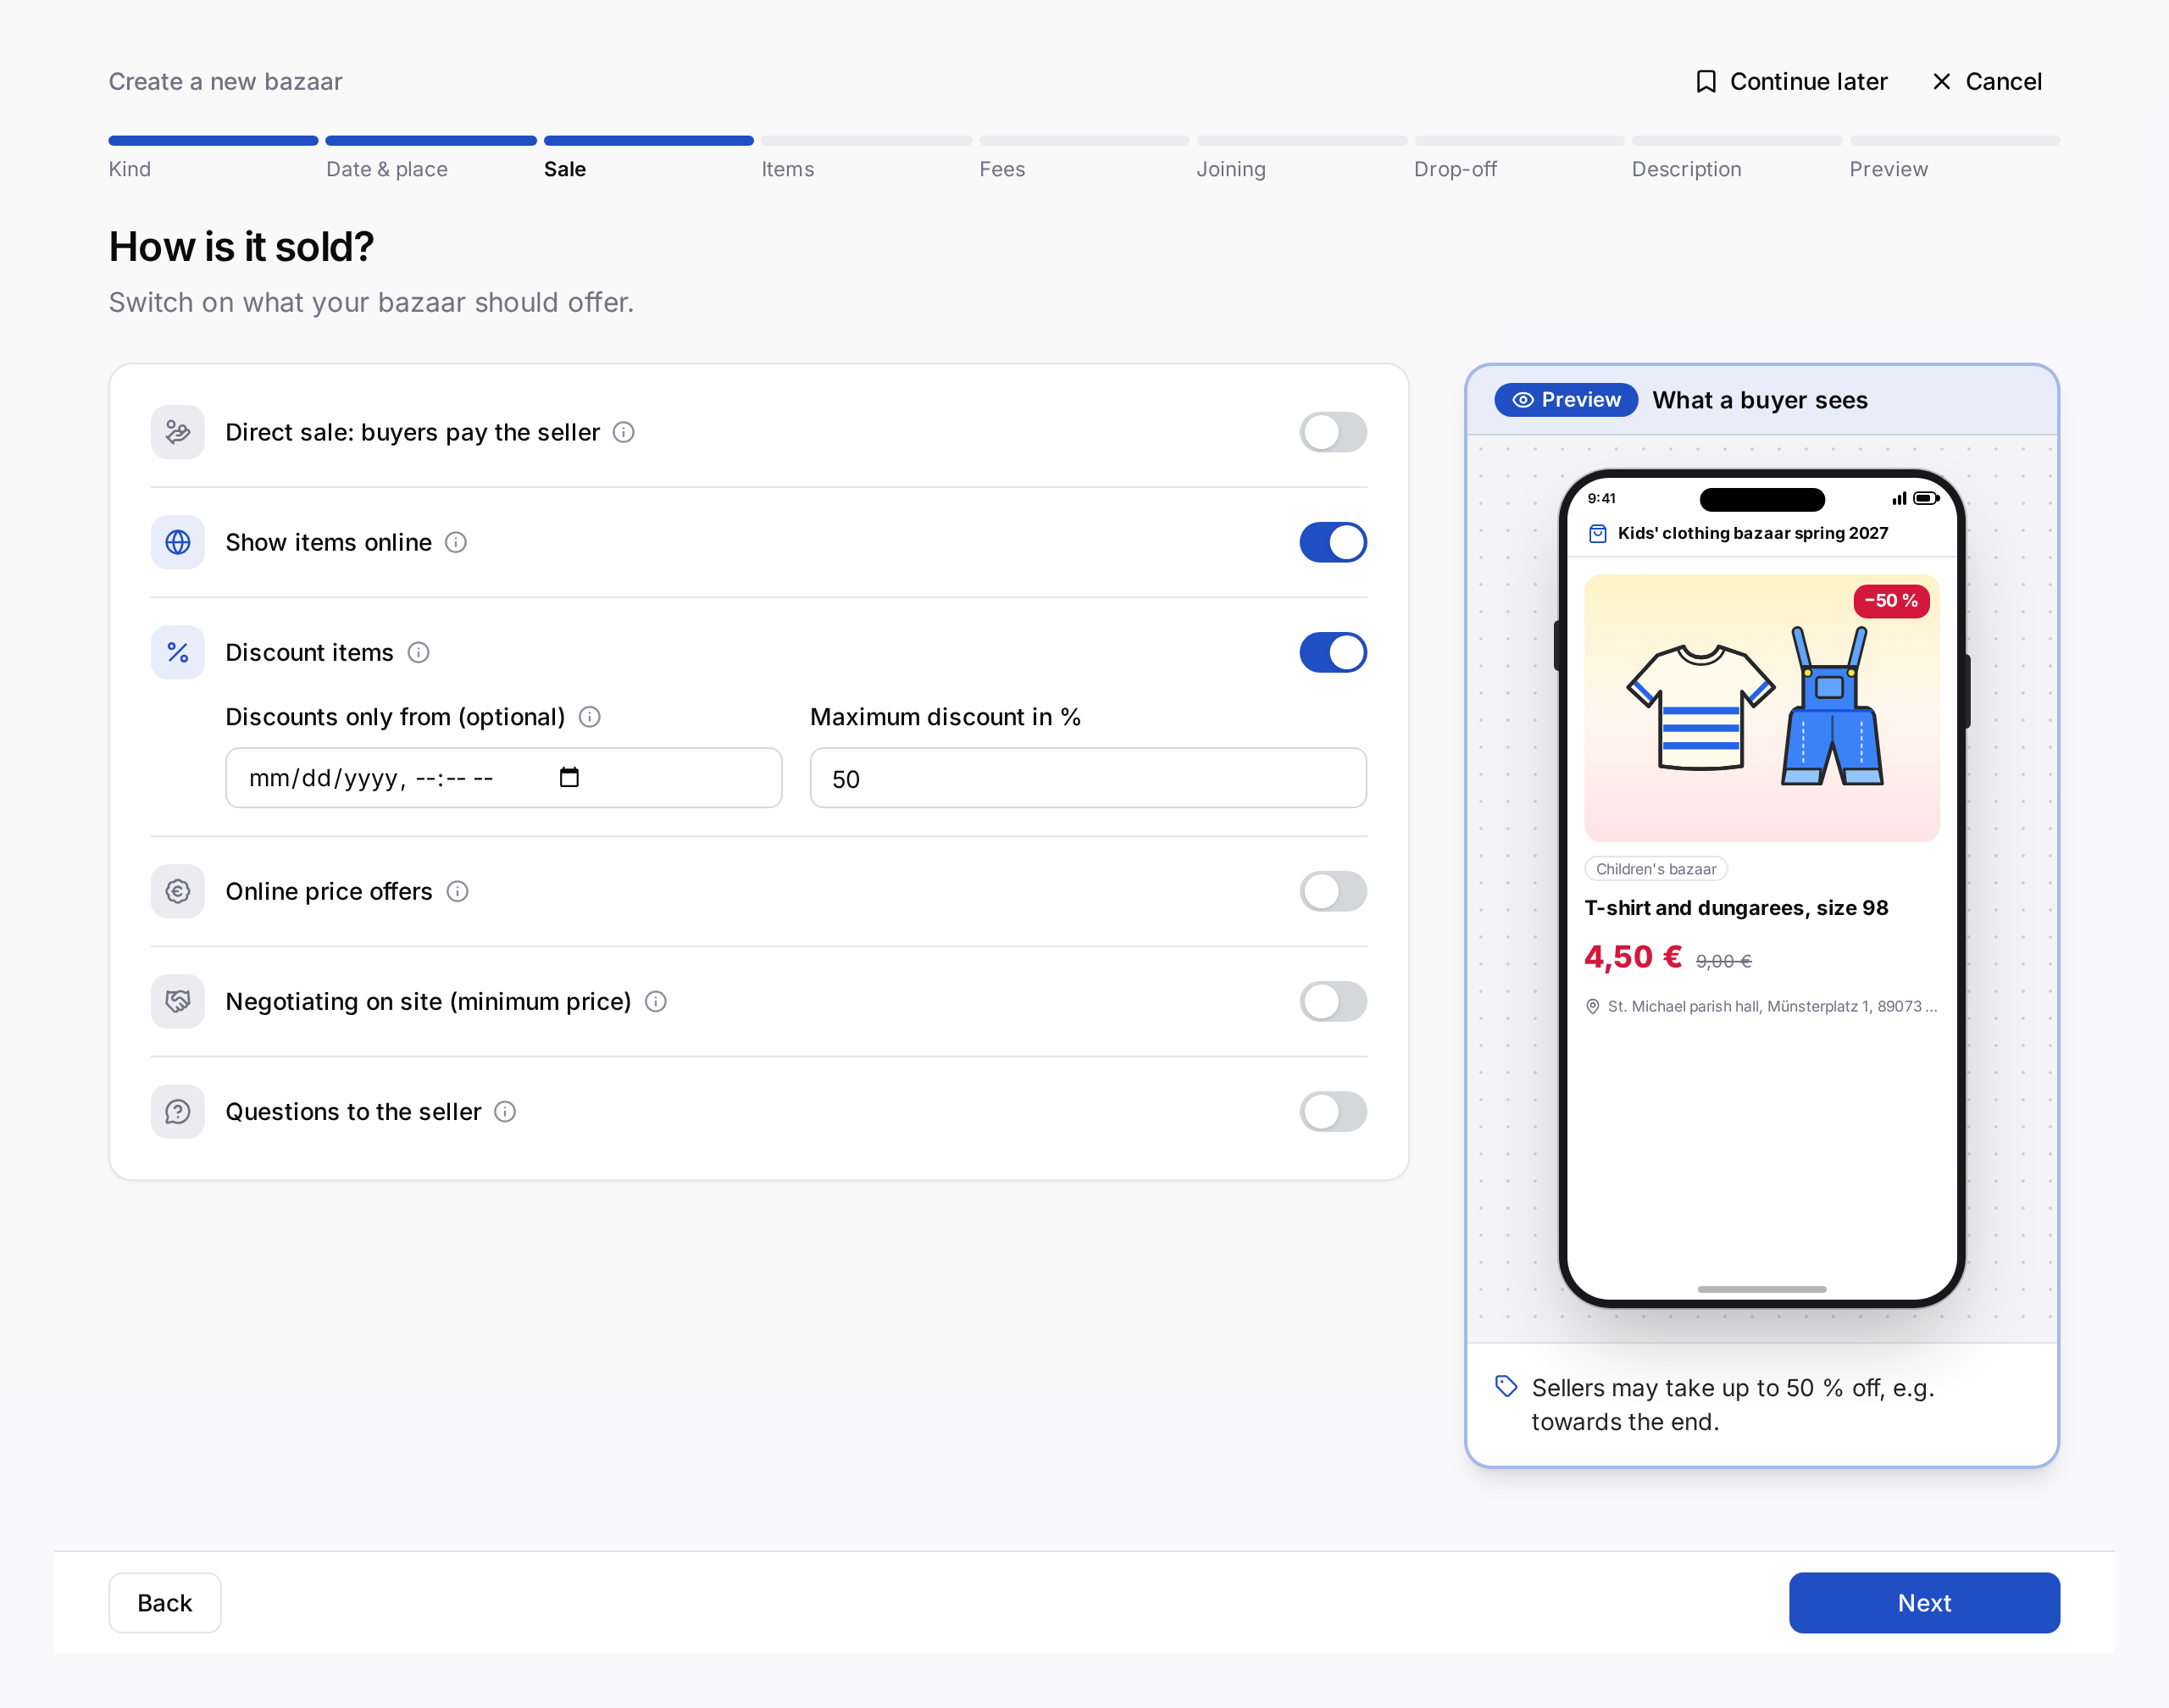 Create a new bazaar
Continue later
Cancel
Kind
Date & place
Sale
Items
Fees
Joining
Drop-off
Description
Preview
How is it sold?
Switch on what your bazaar should offer.
Direct sale: buyers pay the seller
Show items online
Discount items
Discounts only from (optional)
Maximum discount in %
mm/dd/yyyy, --:-- --
50
Online price offers
Negotiating on site (minimum price)
Questions to the seller
Preview
What a buyer sees
9:41
Kids' clothing bazaar spring 2027
−50 %
Children's bazaar
T-shirt and dungarees, size 98
4,50 € 9,00 €
St. Michael parish hall, Münsterplatz 1, 89073 ...
Sellers may take up to 50 % off, e.g.
towards the end.
Back
Next